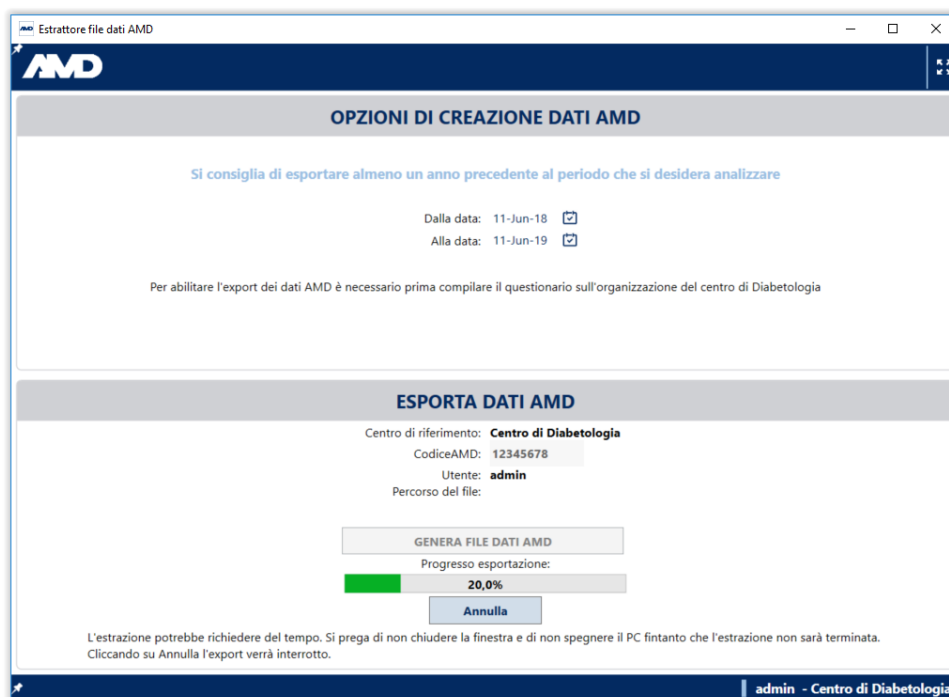 AMD Estrattore file dati AMD
AMD
OPZIONI DI CREAZIONE DATI AMD
Si consiglia di esportare almeno un anno precedente al periodo che si desidera analizzare
Dalla data: 11-Jun-18
Alla data: 11-Jun-19
Per abilitare l'export dei dati AMD è necessario prima compilare il questionario sull'organizzazione del centro di Diabetologia
ESPORTA DATI AMD
Centro di riferimento: Centro di Diabetologia
CodiceAMD: 12345678
Utente: admin
Percorso del file:
GENERA FILE DATI AMD
Progresso esportazione:
20,0%
Annulla
L'estrazione potrebbe richiedere del tempo. Si prega di non chiudere la finestra e di non spegnere il PC fintanto che l'estrazione non sarà terminata.
Cliccando su Annulla l'export verrà interrotto.
admin - Centro di Diabetologia